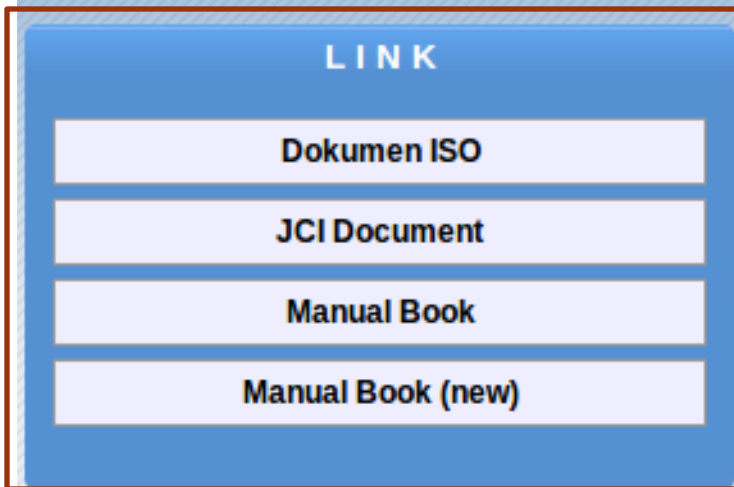 LINK
Dokumen ISO
JCI Document
Manual Book
Manual Book (new)